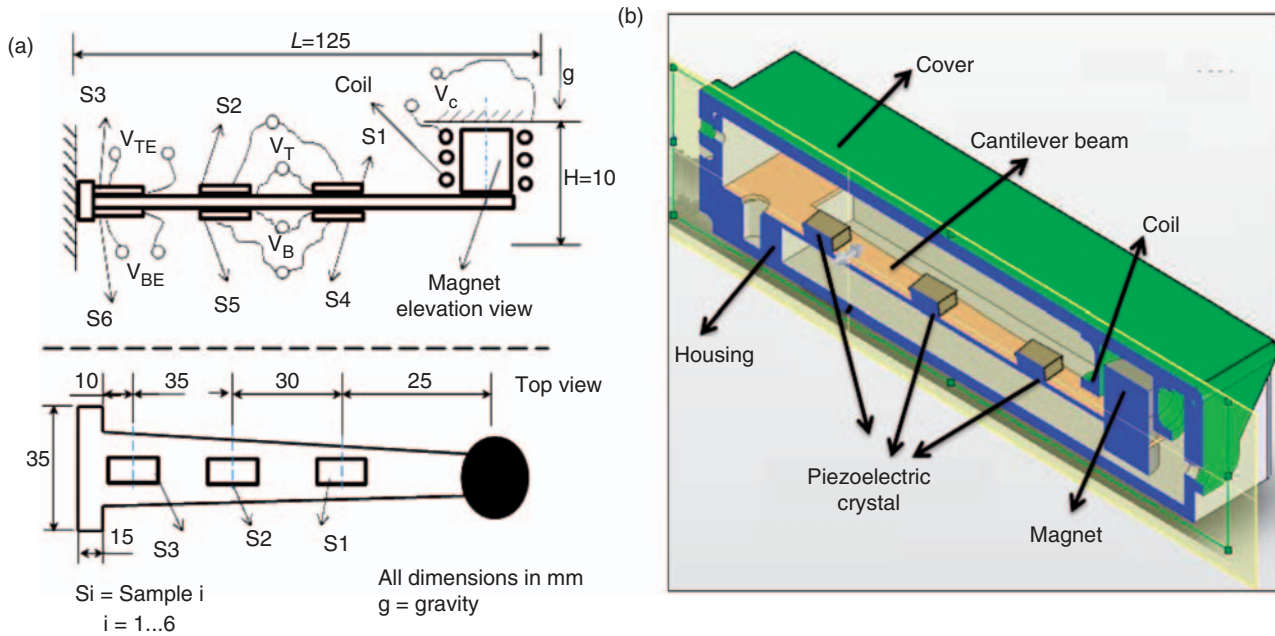 (a)
L=125
g
Coil
V_C
S3
S2
S1
V_TE
V_T
H=10
V_B
V_BE
Magnet
elevation view
S6
S5
S4
10
35
30
25
Top view
35
15
S3
S2
S1
Si = Sample i
i = 1...6
All dimensions in mm
g = gravity
(b)
Cover
Cantilever beam
Coil
Housing
Piezoelectric
crystal
Magnet